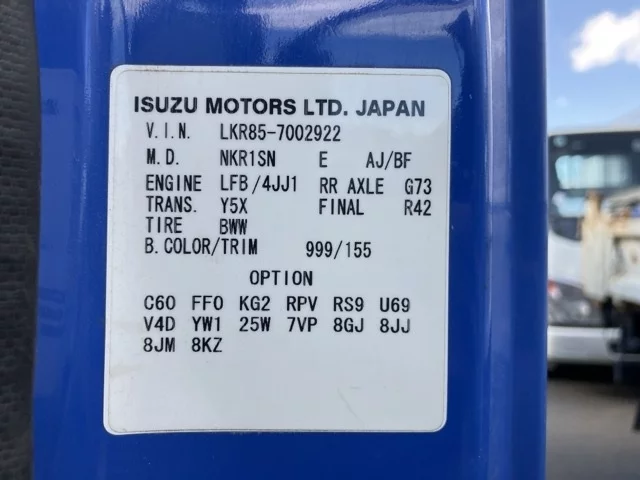 ISUZU MOTORS LTD. JAPAN
V.I.N. LKR85-7002922
M.D. NKR1SN E AJ/BF
ENGINE LFB/4JJ1 RR AXLE G73
TRANS. Y5X FINAL R42
TIRE BWW
B.COLOR/TRIM 999/155
OPTION
C60 FF0 KG2 RPV RS9 U69
V4D YW1 25W 7VP 8GJ 8JJ
8JM 8KZ